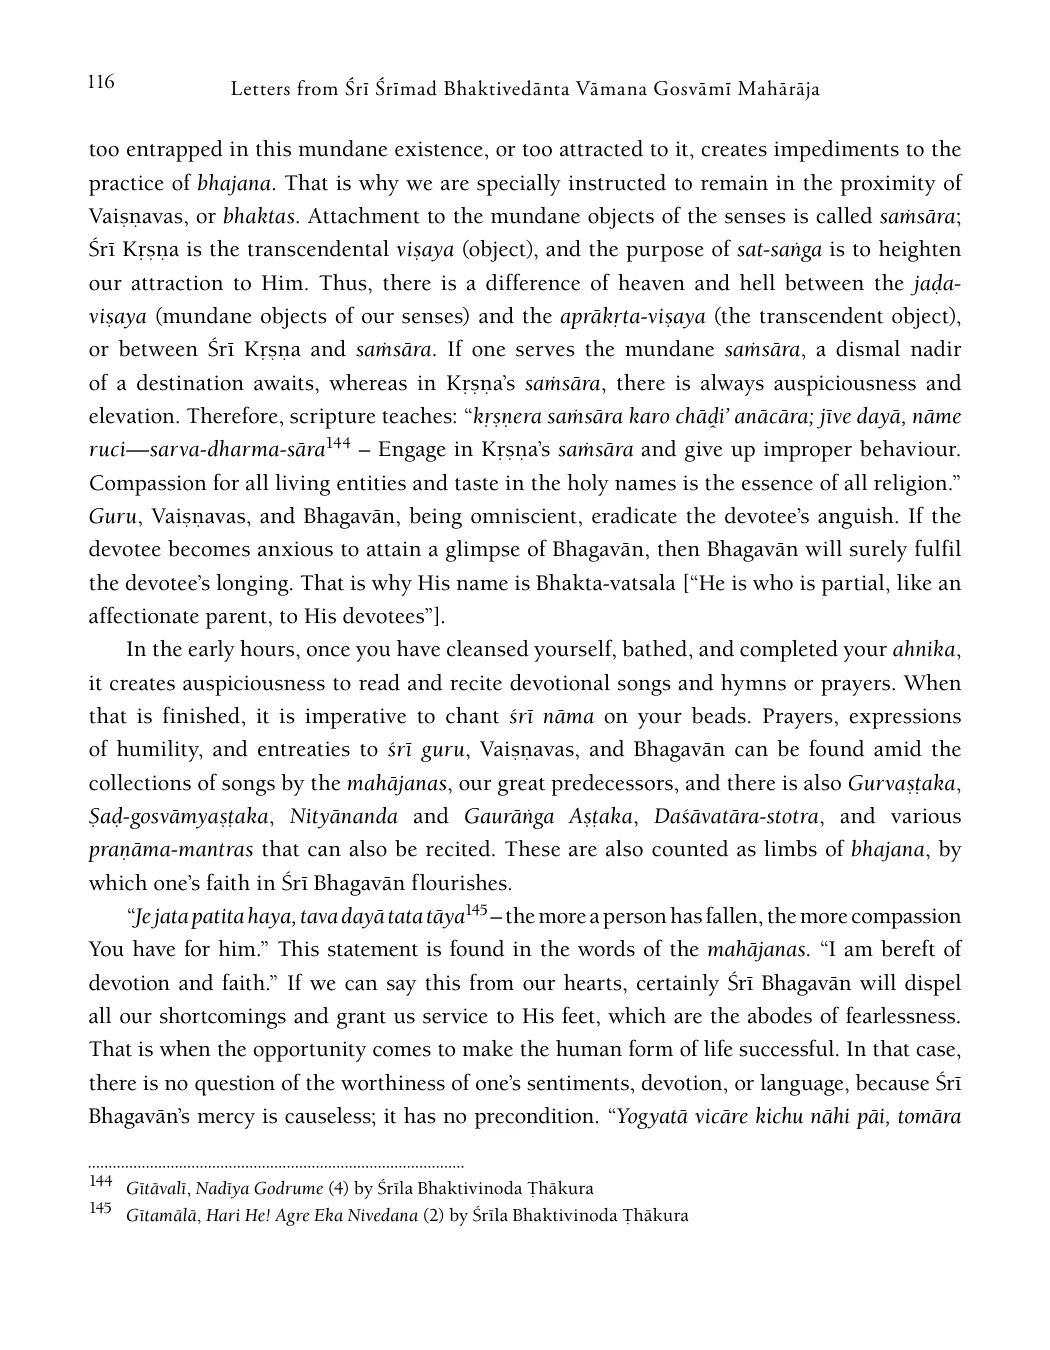 116
Letters from Śrī Śrīmad Bhaktivedānta Vāmana Gosvāmī Mahārāja
too entrapped in this mundane existence, or too attracted to it, creates impediments to the
practice of bhajana. That is why we are specially instructed to remain in the proximity of
Vaiṣṇavas, or bhaktas. Attachment to the mundane objects of the senses is called saṁsāra;
Śrī Kṛṣṇa is the transcendental viṣaya (object), and the purpose of sat-saṅga is to heighten
our attraction to Him. Thus, there is a difference of heaven and hell between the jaḍa-
viṣaya (mundane objects of our senses) and the aprākṛta-viṣaya (the transcendent object),
or between Śrī Kṛṣṇa and saṁsāra. If one serves the mundane saṁsāra, a dismal nadir
of a destination awaits, whereas in Kṛṣṇa’s saṁsāra, there is always auspiciousness and
elevation. Therefore, scripture teaches: “kṛṣṇera saṁsāra karo chāḓi’ anācāra; jīve dayā, nāme
ruci—sarva-dharma-sāra144 – Engage in Kṛṣṇa’s saṁsāra and give up improper behaviour.
Compassion for all living entities and taste in the holy names is the essence of all religion.”
Guru, Vaiṣṇavas, and Bhagavān, being omniscient, eradicate the devotee’s anguish. If the
devotee becomes anxious to attain a glimpse of Bhagavān, then Bhagavān will surely fulfil
the devotee’s longing. That is why His name is Bhakta-vatsala [“He is who is partial, like an
affectionate parent, to His devotees”].
In the early hours, once you have cleansed yourself, bathed, and completed your ahnika,
it creates auspiciousness to read and recite devotional songs and hymns or prayers. When
that is finished, it is imperative to chant śrī nāma on your beads. Prayers, expressions
of humility, and entreaties to śrī guru, Vaiṣṇavas, and Bhagavān can be found amid the
collections of songs by the mahājanas, our great predecessors, and there is also Gurvaṣṭaka,
Ṣaḍ-gosvāmyaṣṭaka, Nityānanda and Gaurāṅga Aṣṭaka, Daśāvatāra-stotra, and various
praṇāma-mantras that can also be recited. These are also counted as limbs of bhajana, by
which one’s faith in Śrī Bhagavān flourishes.
“Je jata patita haya, tava dayā tata tāya145 – the more a person has fallen, the more compassion
You have for him.” This statement is found in the words of the mahājanas. “I am bereft of
devotion and faith.” If we can say this from our hearts, certainly Śrī Bhagavān will dispel
all our shortcomings and grant us service to His feet, which are the abodes of fearlessness.
That is when the opportunity comes to make the human form of life successful. In that case,
there is no question of the worthiness of one’s sentiments, devotion, or language, because Śrī
Bhagavān’s mercy is causeless; it has no precondition. “Yogyatā vicāre kichu nāhi pāi, tomāra
144 Gītāvalī, Nadīya Godrume (4) by Śrīla Bhaktivinoda Ṭhākura
145 Gītamālā, Hari He! Agre Eka Nivedana (2) by Śrīla Bhaktivinoda Ṭhākura